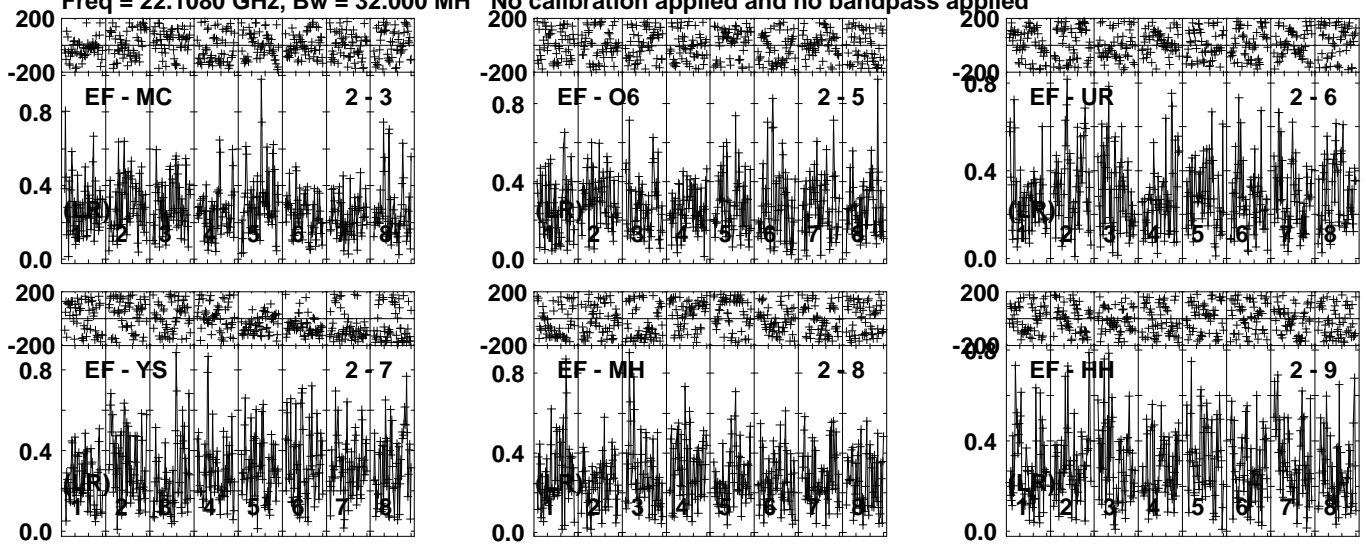 Freq = 22.1080 GHz, Bw = 32.000 MH No calibration applied and no bandpass applied
200
-200
0.8
0.4
0.0
EF - MC 2 - 3
(LR)
1 2 3 4 5 6 7 8
200
-200
0.8
0.4
0.0
EF - O6 2 - 5
(LR)
1 2 3 4 5 6 7 8
200
-200
0.8
0.4
0.0
EF - UR 2 - 6
(LR)
1 2 3 4 5 6 7 8
200
-200
0.8
0.4
0.0
EF - YS 2 - 7
(LR)
1 2 3 4 5 6 7 8
200
-200
0.8
0.4
0.0
EF - MH 2 - 8
(LR)
1 2 3 4 5 6 7 8
200
-200
0.8
0.4
0.0
EF - HH 2 - 9
(LR)
1 2 3 4 5 6 7 8